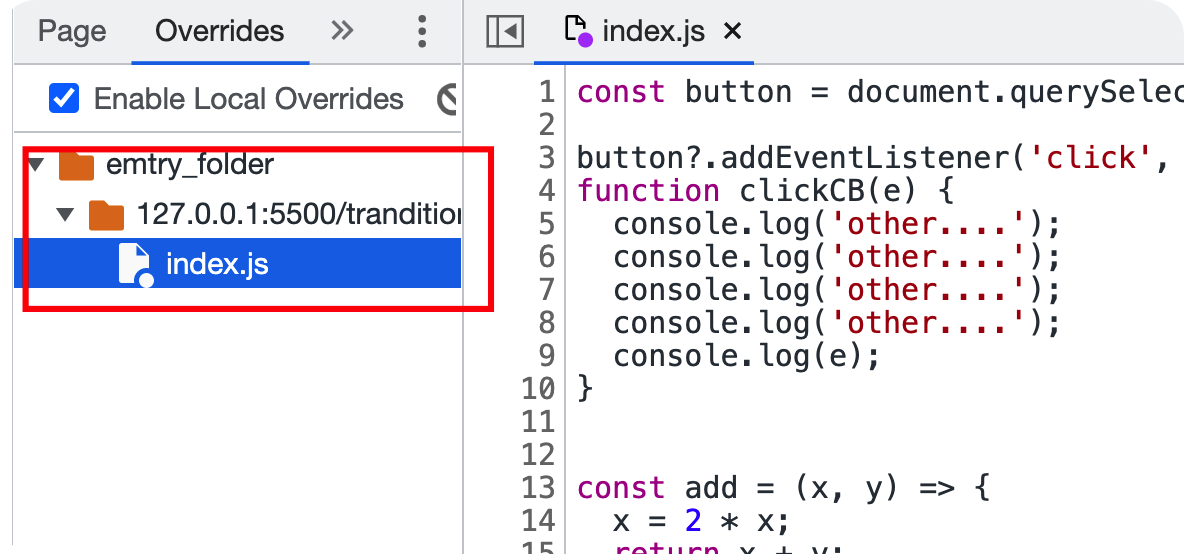 Page Overrides
Enable Local Overrides
emtry_folder
127.0.0.1:5500/trandition
index.js
index.js ×
1 const button = document.querySelec
2
3 button?.addEventListener('click',
4 function clickCB(e) {
5 console.log('other....');
6 console.log('other....');
7 console.log('other....');
8 console.log('other....');
9 console.log(e);
10 }
11
12
13 const add = (x, y) => {
14 x = 2 * x;
15 return x + y;